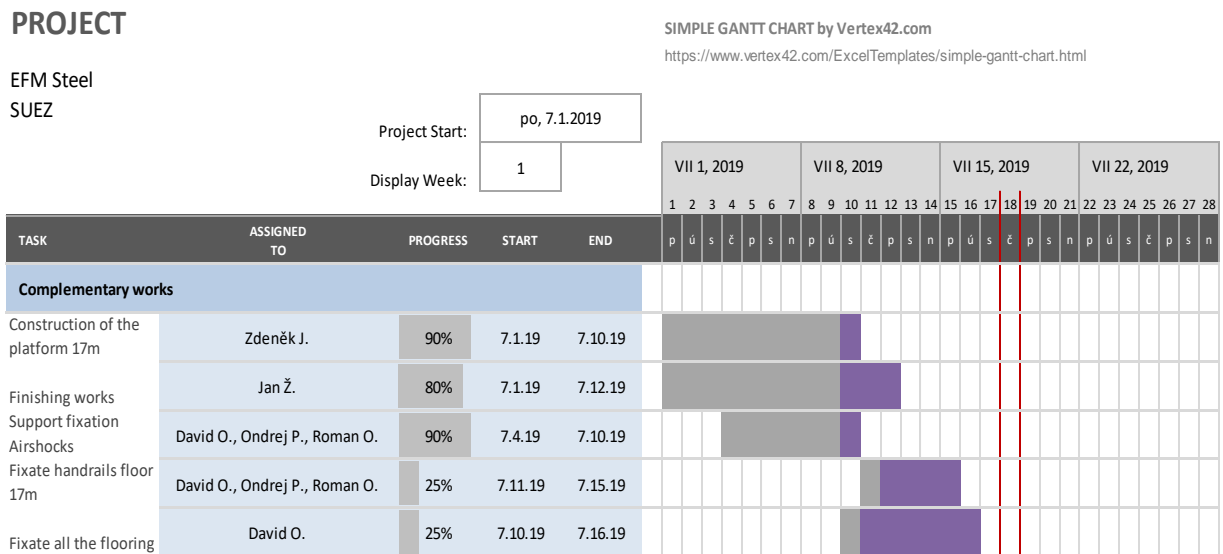 PROJECT
SIMPLE GANTT CHART by Vertex42.com
https://www.vertex42.com/ExcelTemplates/simple-gantt-chart.html
EFM Steel
SUEZ
Project Start: po, 7.1.2019
Display Week: 1
VII 1, 2019 VII 8, 2019 VII 15, 2019 VII 22, 2019
1 2 3 4 5 6 7 8 9 10 11 12 13 14 15 16 17 18 19 20 21 22 23 24 25 26 27 28
TASK ASSIGNED TO PROGRESS START END p ú s č p s n p ú s č p s n p ú s č p s n p ú s č p s n
Complementary works
Construction of the
platform 17m
Zdeněk J. 90% 7.1.19 7.10.19
Finishing works
Jan Ž. 80% 7.1.19 7.12.19
Support fixation
Airshocks
David O., Ondrej P., Roman O. 90% 7.4.19 7.10.19
Fixate handrails floor
17m
David O., Ondrej P., Roman O. 25% 7.11.19 7.15.19
Fixate all the flooring
David O. 25% 7.10.19 7.16.19